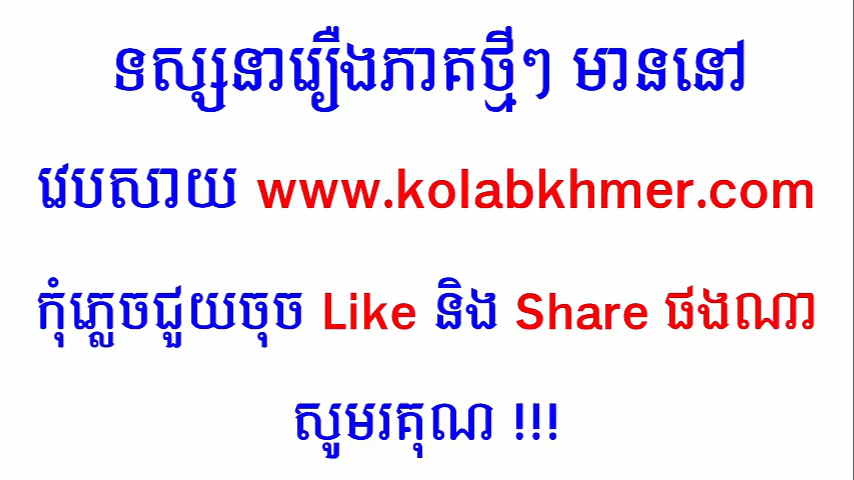 ទស្សនារឿងភាគថ្មីៗ មាននៅ
វេបសាយ www.kolabkhmer.com
កុំភ្លេចជួយចុច Like និង Share ផងណា
សូមរគុណ !!!